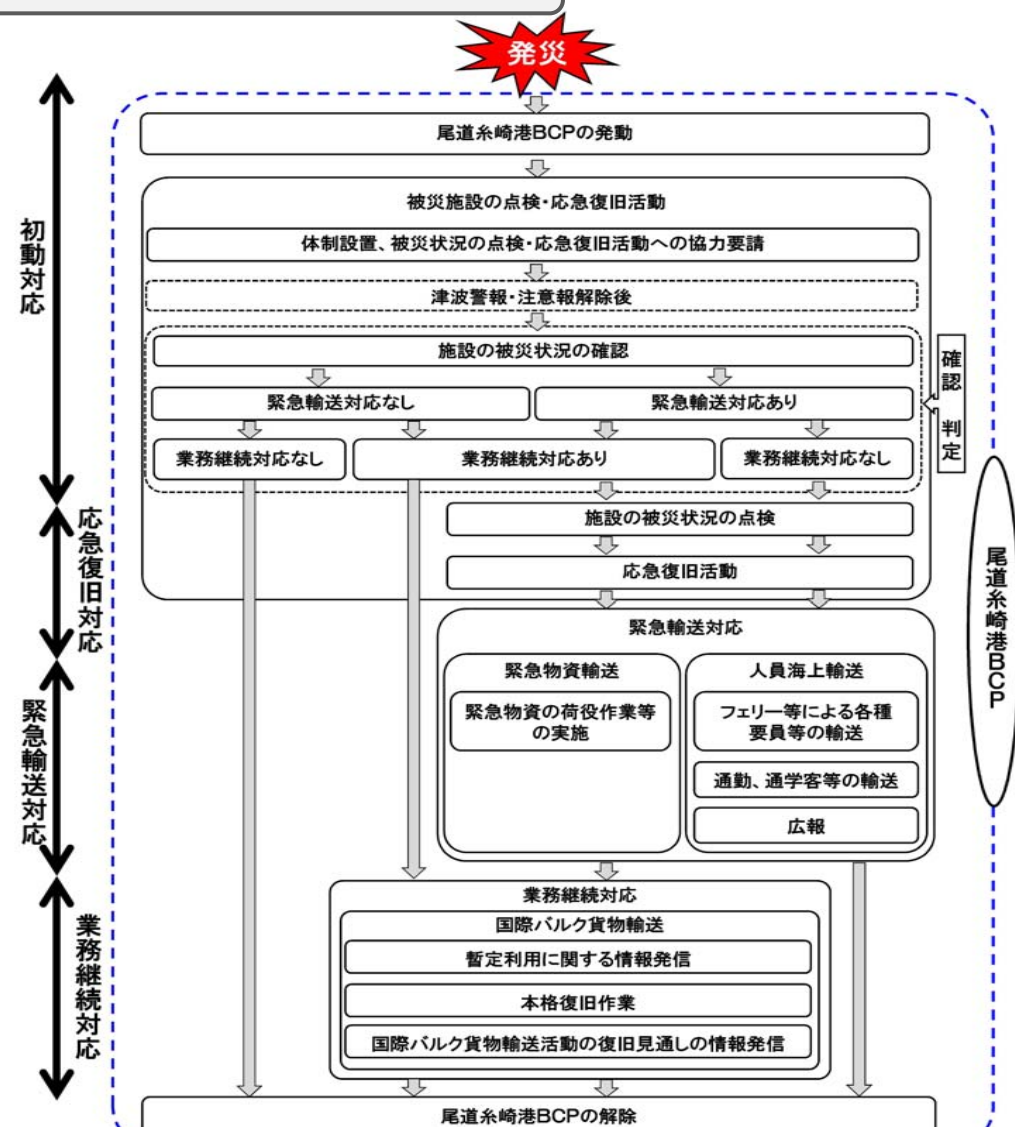 発災
尾道糸崎港BCPの発動
被災施設の点検・応急復旧活動
体制設置、被災状況の点検・応急復旧活動への協力要請
津波警報・注意報解除後
施設の被災状況の確認
緊急輸送対応なし
緊急輸送対応あり
業務継続対応なし
業務継続対応あり
業務継続対応なし
確認 判定
初動対応
施設の被災状況の点検
応急復旧活動
応急復旧対応
尾道糸崎港BCP
緊急輸送対応
緊急物資輸送
緊急物資の荷役作業等
の実施
人員海上輸送
フェリー等による各種
要員等の輸送
通勤、通学客等の輸送
広報
緊急輸送対応
業務継続対応
国際バルク貨物輸送
暫定利用に関する情報発信
本格復旧作業
国際バルク貨物輸送活動の復旧見通しの情報発信
業務継続対応
尾道糸崎港BCPの解除